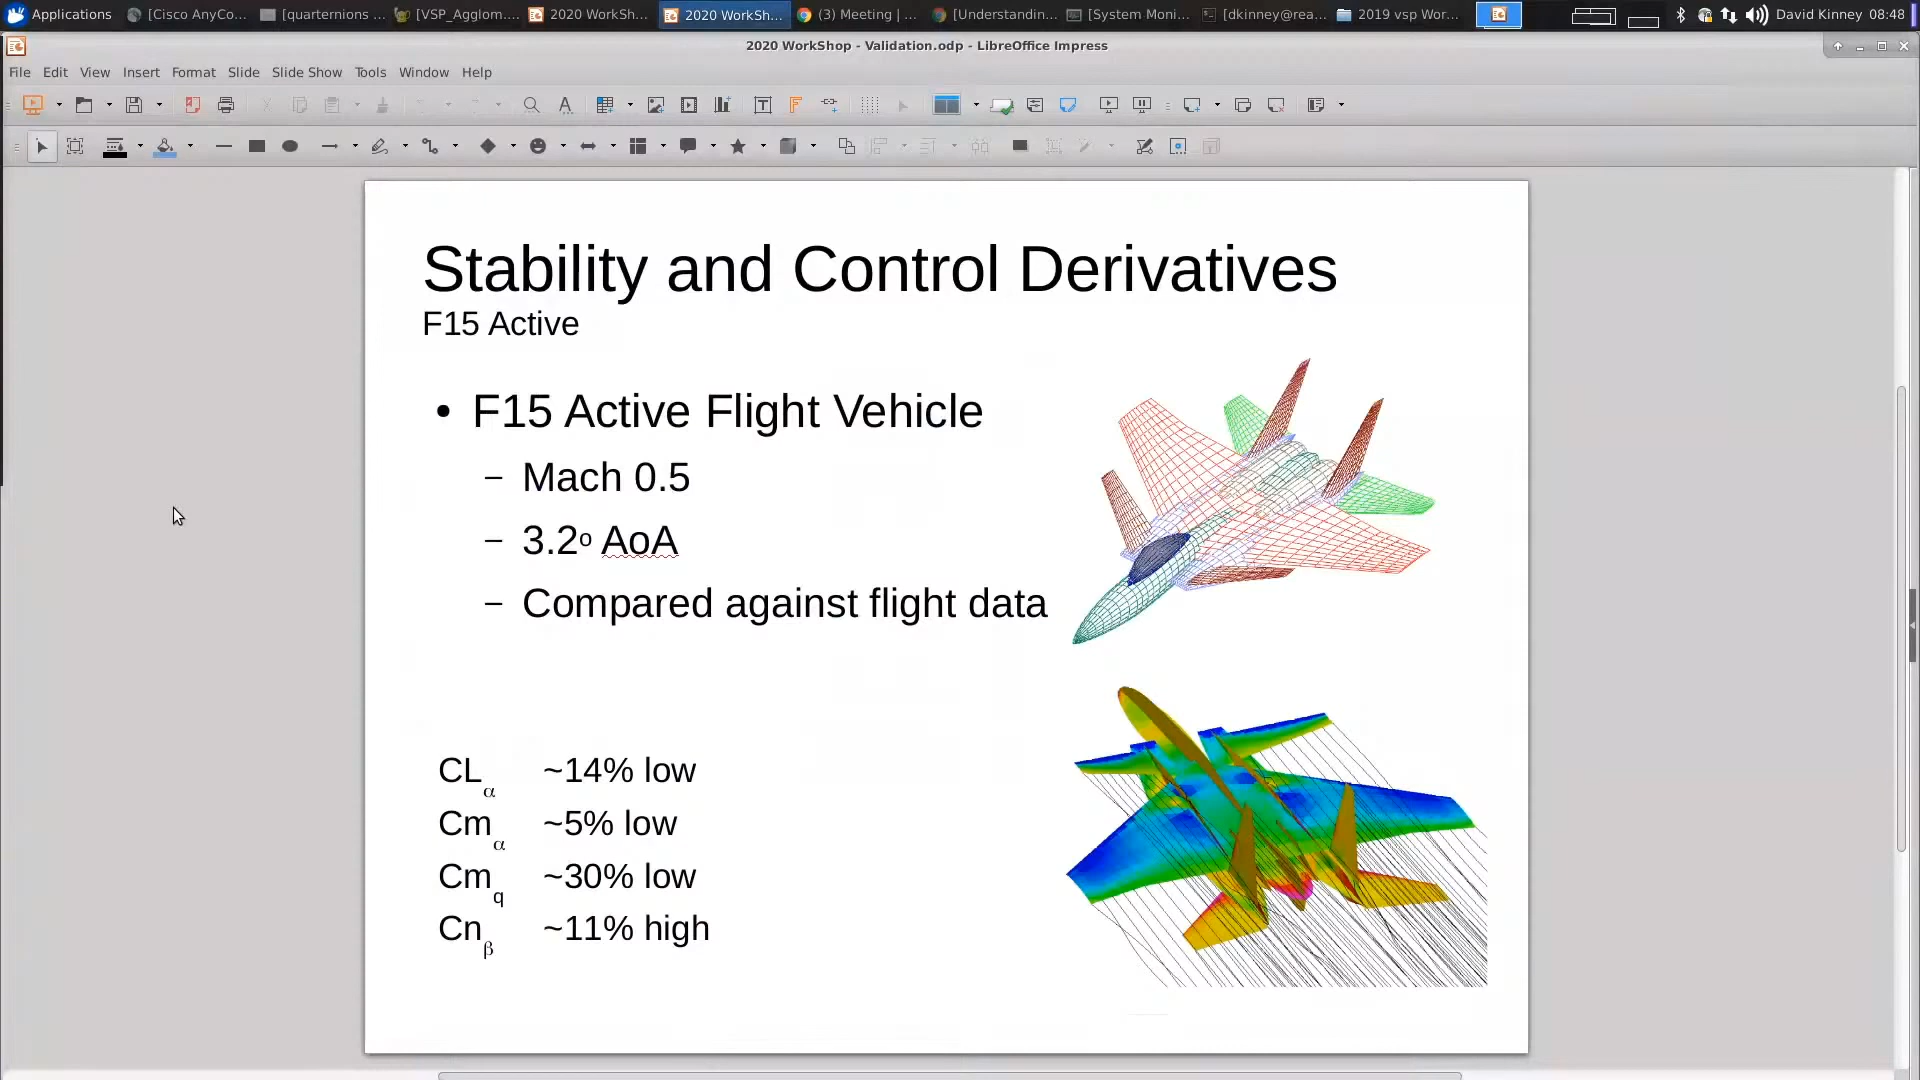 Applications [Cisco AnyCo... [quarternions ... [VSP_Agglom.... 2020 WorkSh... 2020 WorkSh... (3) Meeting | ... [Understandin... [System Moni... [dkinney@rea... 2019 vsp Wor... David Kinney 08:48
2020 WorkShop - Validation.odp - LibreOffice Impress
File Edit View Insert Format Slide Slide Show Tools Window Help
Stability and Control Derivatives
F15 Active
• F15 Active Flight Vehicle
– Mach 0.5
– 3.2o AoA
– Compared against flight data
CLα ~14% low
Cmα ~5% low
Cmq ~30% low
Cnβ ~11% high